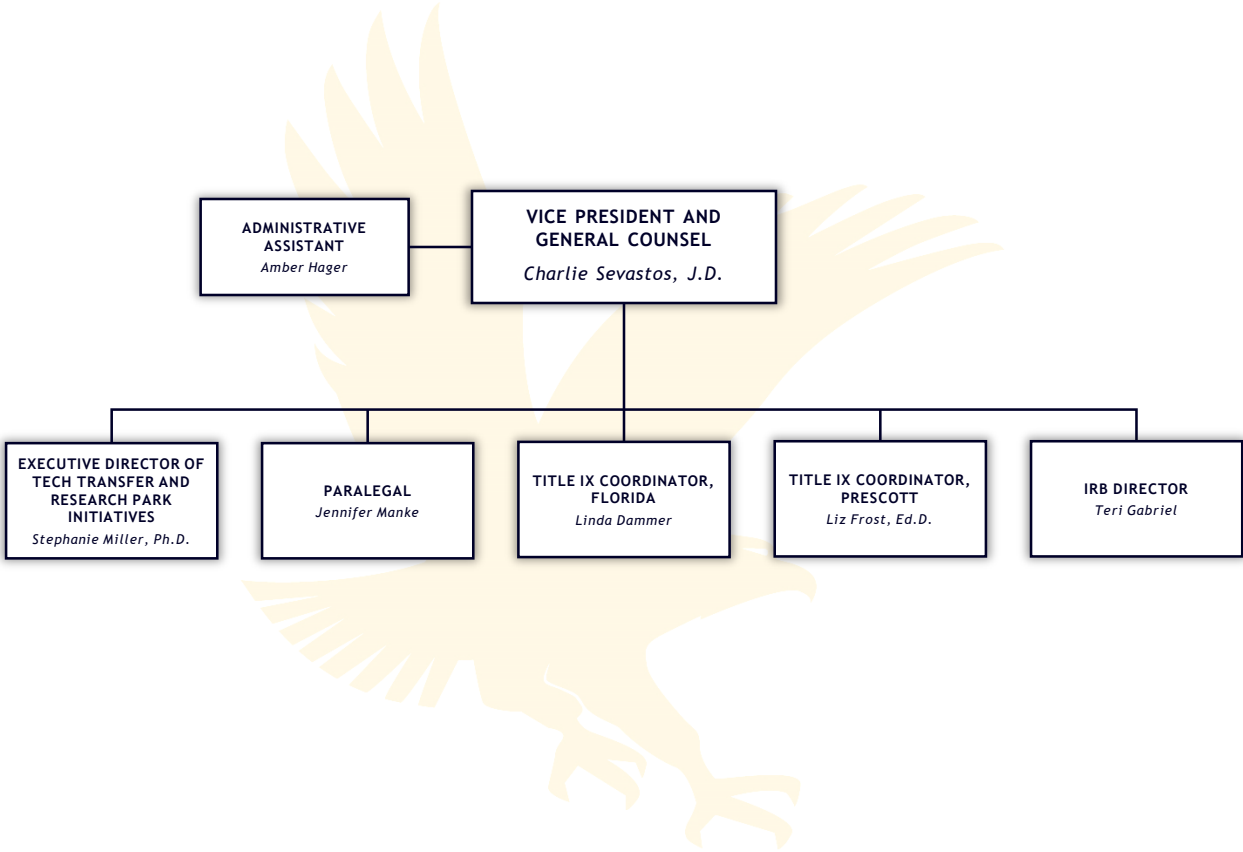 VICE PRESIDENT AND
GENERAL COUNSEL
Charlie Sevastos, J.D.
ADMINISTRATIVE
ASSISTANT
Amber Hager
EXECUTIVE DIRECTOR OF
TECH TRANSFER AND
RESEARCH PARK
INITIATIVES
Stephanie Miller, Ph.D.
PARALEGAL
Jennifer Manke
TITLE IX COORDINATOR,
FLORIDA
Linda Dammer
TITLE IX COORDINATOR,
PRESCOTT
Liz Frost, Ed.D.
IRB DIRECTOR
Teri Gabriel